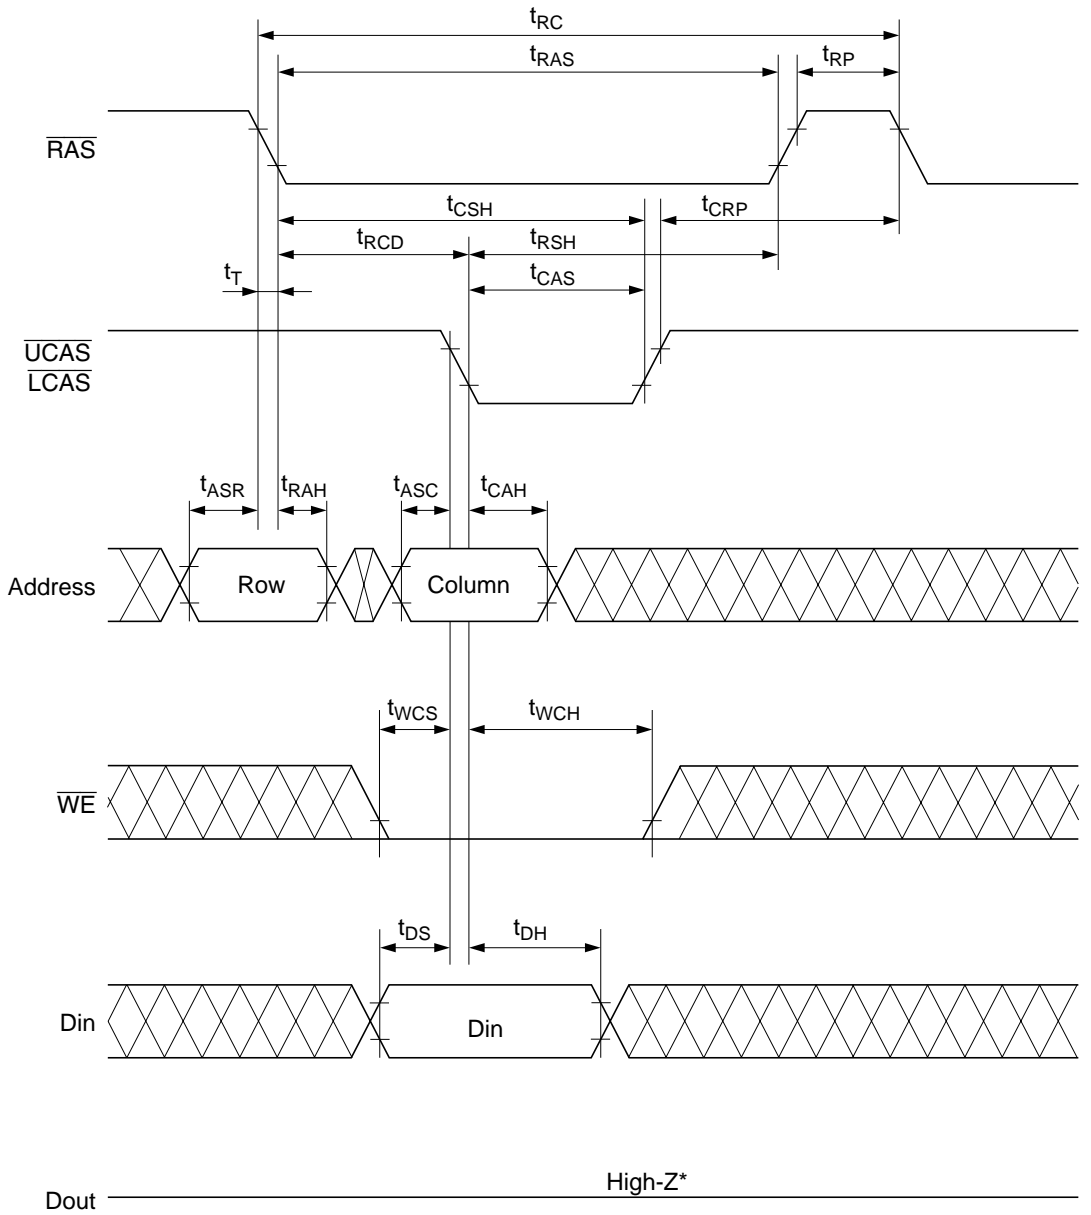 tRC
tRAS
tRP
RAS
tCSH
tCRP
tRCD
tRSH
tT
tCAS
UCAS
LCAS
tASR
tRAH
tASC
tCAH
Address
Row
Column
tWCS
tWCH
WE
tDS
tDH
Din
Din
High-Z*
Dout